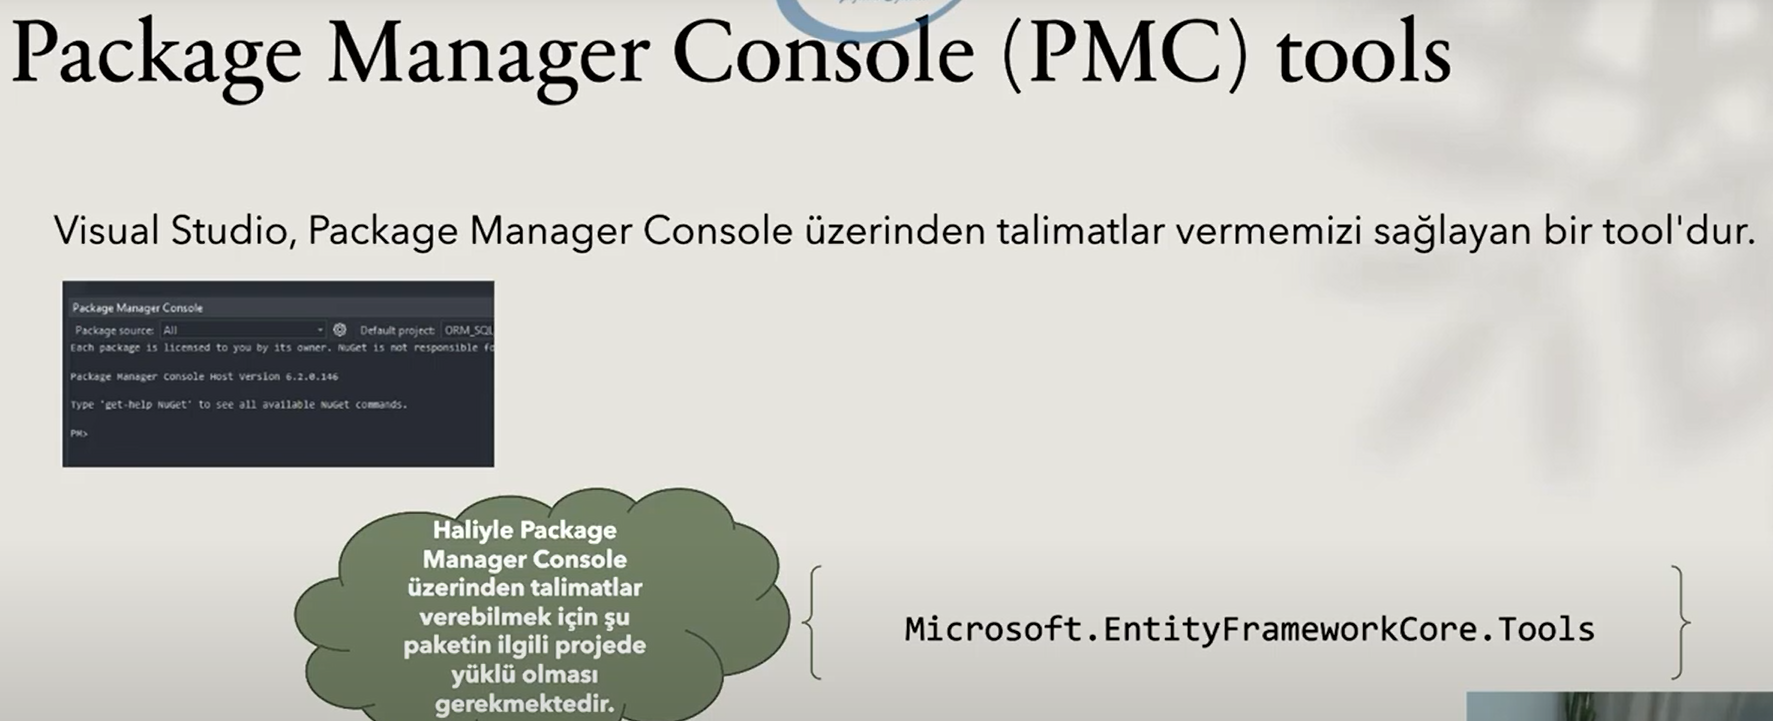 Package Manager Console (PMC) tools
Visual Studio, Package Manager Console üzerinden talimatlar vermemizi sağlayan bir tool'dur.
Package Manager Console
Package source: All Default project: ORM_SQL
Each package is licensed to you by its owner. NuGet is not responsible fo
Package Manager Console Host Version 6.2.0.146
Type 'get-help NuGet' to see all available NuGet commands.
PM>
Haliyle Package
Manager Console
üzerinden talimatlar
verebilmek için şu
paketin ilgili projede
yüklü olması
gerekmektedir.
Microsoft.EntityFrameworkCore.Tools